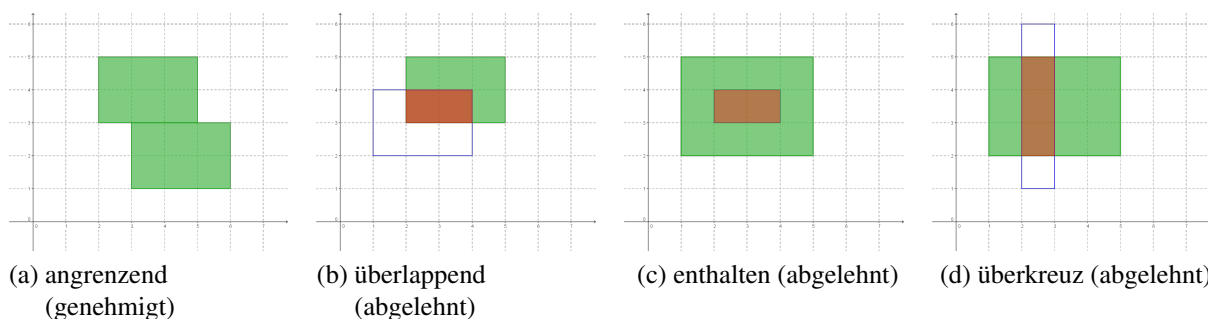 (a) angrenzend
(genehmigt)
(b) überlappend
(abgelehnt)
(c) enthalten (abgelehnt)
(d) überkreuz (abgelehnt)